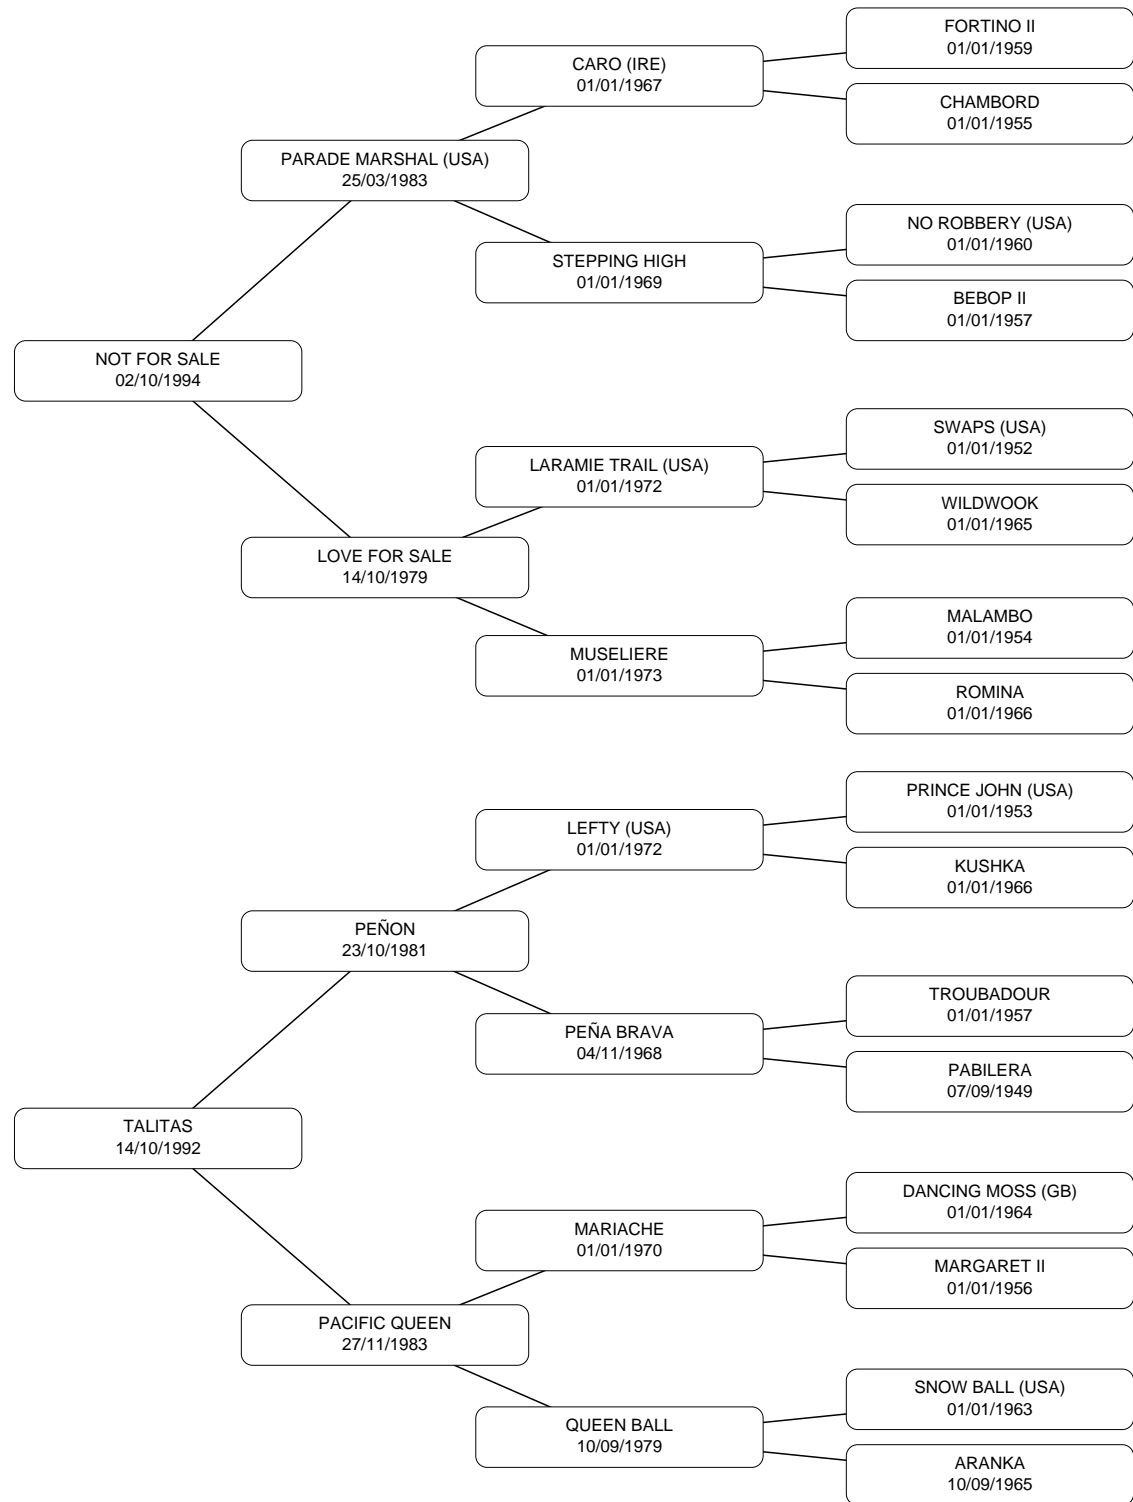 FORTINO II
01/01/1959
CARO (IRE)
01/01/1967
CHAMBORD
01/01/1955
PARADE MARSHAL (USA)
25/03/1983
NO ROBBERY (USA)
01/01/1960
STEPPING HIGH
01/01/1969
BEBOP II
01/01/1957
NOT FOR SALE
02/10/1994
SWAPS (USA)
01/01/1952
LARAMIE TRAIL (USA)
01/01/1972
WILDWOOK
01/01/1965
LOVE FOR SALE
14/10/1979
MALAMBO
01/01/1954
MUSELIERE
01/01/1973
ROMINA
01/01/1966
PRINCE JOHN (USA)
01/01/1953
LEFTY (USA)
01/01/1972
KUSHKA
01/01/1966
PEÑON
23/10/1981
TROUBADOUR
01/01/1957
PEÑA BRAVA
04/11/1968
PABILERA
07/09/1949
TALITAS
14/10/1992
DANCING MOSS (GB)
01/01/1964
MARIACHE
01/01/1970
MARGARET II
01/01/1956
PACIFIC QUEEN
27/11/1983
SNOW BALL (USA)
01/01/1963
QUEEN BALL
10/09/1979
ARANKA
10/09/1965